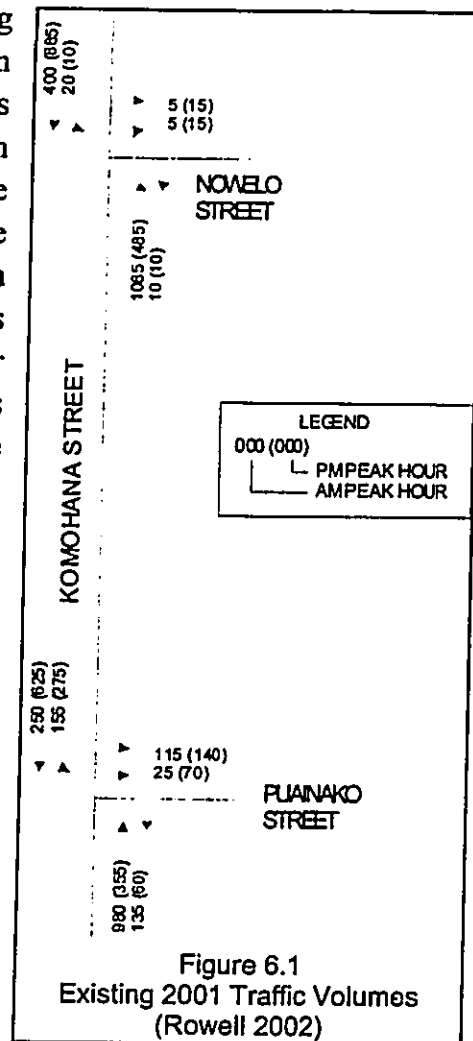 g
n
s
n
e
e
n
s
400 (885)
20 (10)
5 (15)
5 (15)
NOWELO
STREET
1085 (485)
10 (10)
KOMOHANA STREET
LEGEND
000 (000)
PM PEAK HOUR
AM PEAK HOUR
250 (625)
155 (275)
115 (140)
25 (70)
PUAINAKO
STREET
980 (355)
135 (60)
Figure 6.1
Existing 2001 Traffic Volumes
(Rowell 2002)